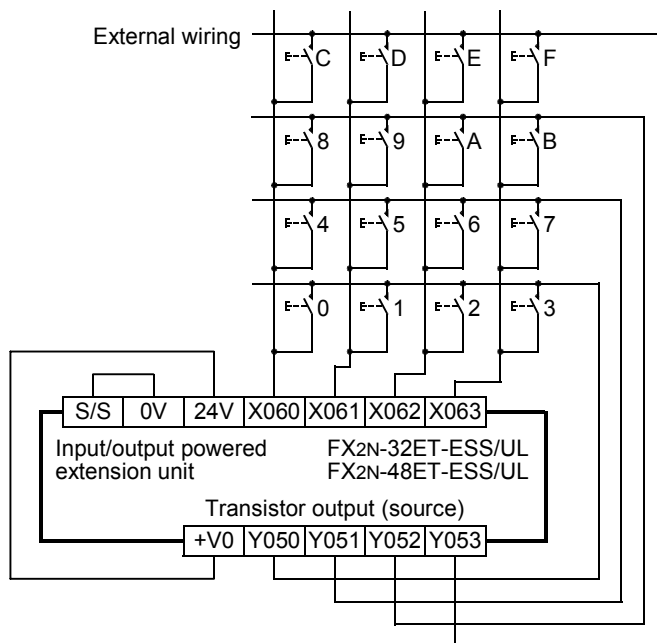 External wiring
C D E F
8 9 A B
4 5 6 7
0 1 2 3
S/S 0V 24V X060 X061 X062 X063
Input/output powered extension unit
FX2N-32ET-ESS/UL
FX2N-48ET-ESS/UL
Transistor output (source)
+V0 Y050 Y051 Y052 Y053